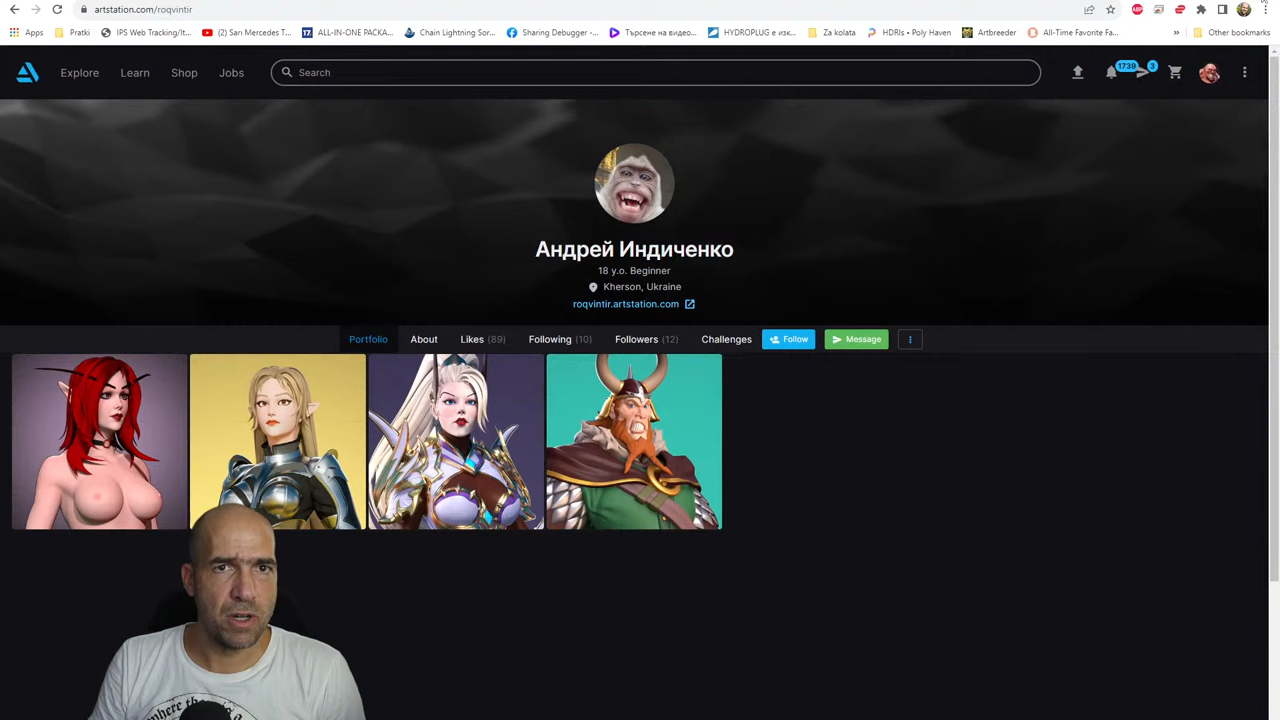 artstation.com/roqvintir
Apps
Pratki
IPS Web Tracking/It...
(2) San Mercedes T...
ALL-IN-ONE PACKA...
Chain Lightning Sor...
Sharing Debugger -...
Търсене на видео...
HYDROPLUG е изк...
Za kolata
HDRIs • Poly Haven
Artbreeder
All-Time Favorite Fa...
»
Other bookmarks
Explore
Learn
Shop
Jobs
Search
1739
3
Андрей Индиченко
18 y.o. Beginner
Kherson, Ukraine
roqvintir.artstation.com
Portfolio
About
Likes (89)
Following (10)
Followers (12)
Challenges
Follow
Message